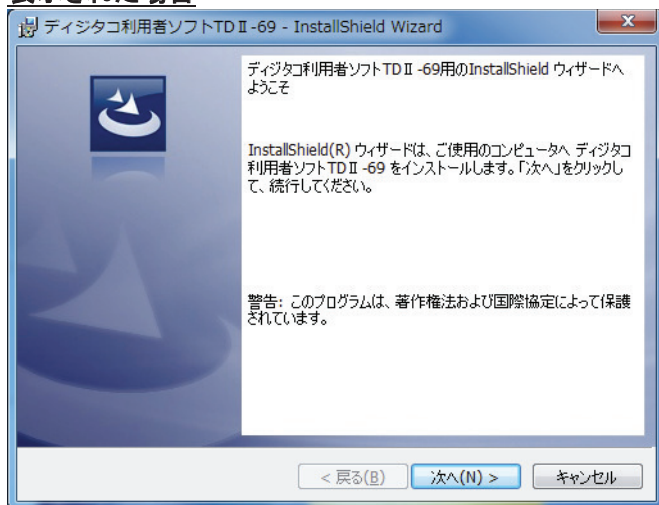 表示された場合
ディジタコ利用者ソフトTDⅡ-69 - InstallShield Wizard
ディジタコ利用者ソフトTDⅡ-69用のInstallShield ウィザードへ
ようこそ
InstallShield(R) ウィザードは、ご使用のコンピュータへ ディジタコ
利用者ソフトTDⅡ-69 をインストールします。「次へ」をクリックし
て、続行してください。
警告: このプログラムは、著作権法および国際協定によって保護
されています。
< 戻る(B)
次へ(N) >
キャンセル